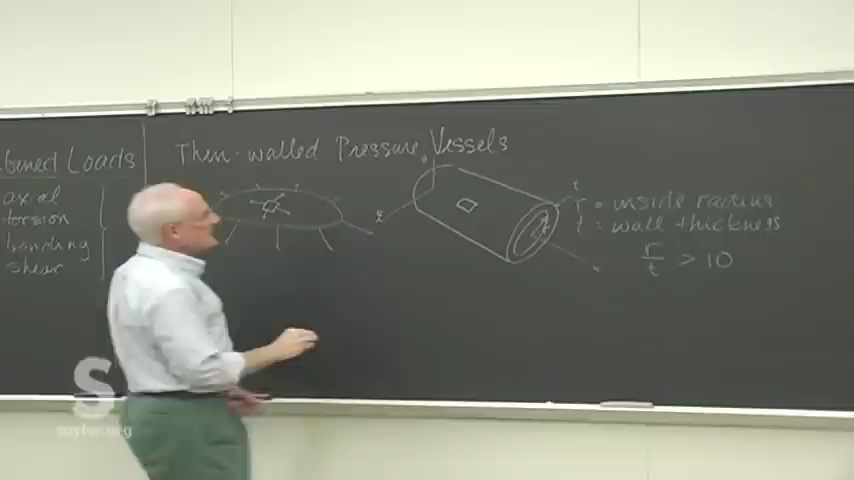 bined Loads
axial
torsion
bending
shear
Thin-walled Pressure Vessels
r = inside radius
t = wall thickness
r/t > 10
z
S
saylor.org